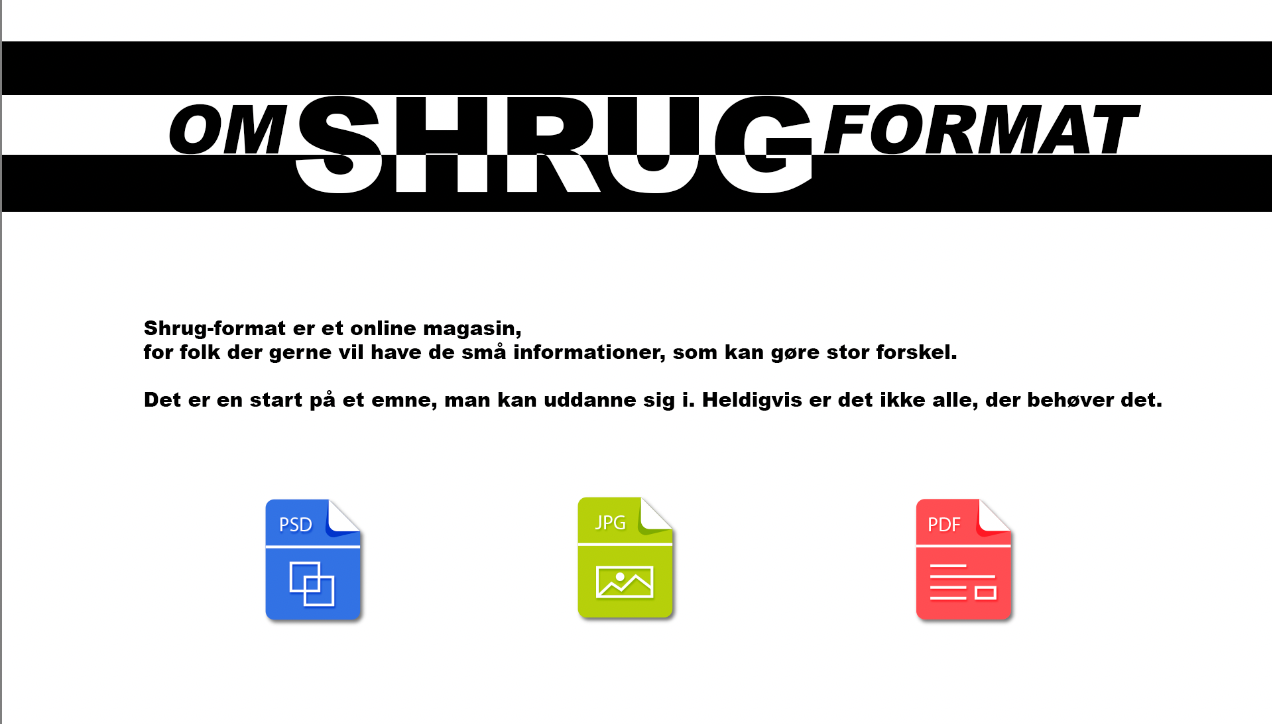 OM SHRUG FORMAT
Shrug-format er et online magasin,
for folk der gerne vil have de små informationer, som kan gøre stor forskel.
Det er en start på et emne, man kan uddanne sig i. Heldigvis er det ikke alle, der behøver det.
PSD JPG PDF